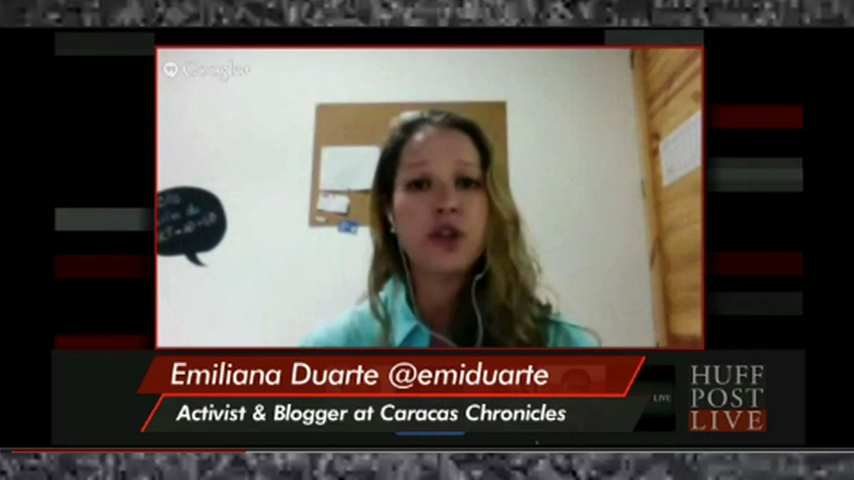 Google+
Emiliana Duarte @emiduarte
Activist & Blogger at Caracas Chronicles
LIVE
HUFF
POST
LIVE